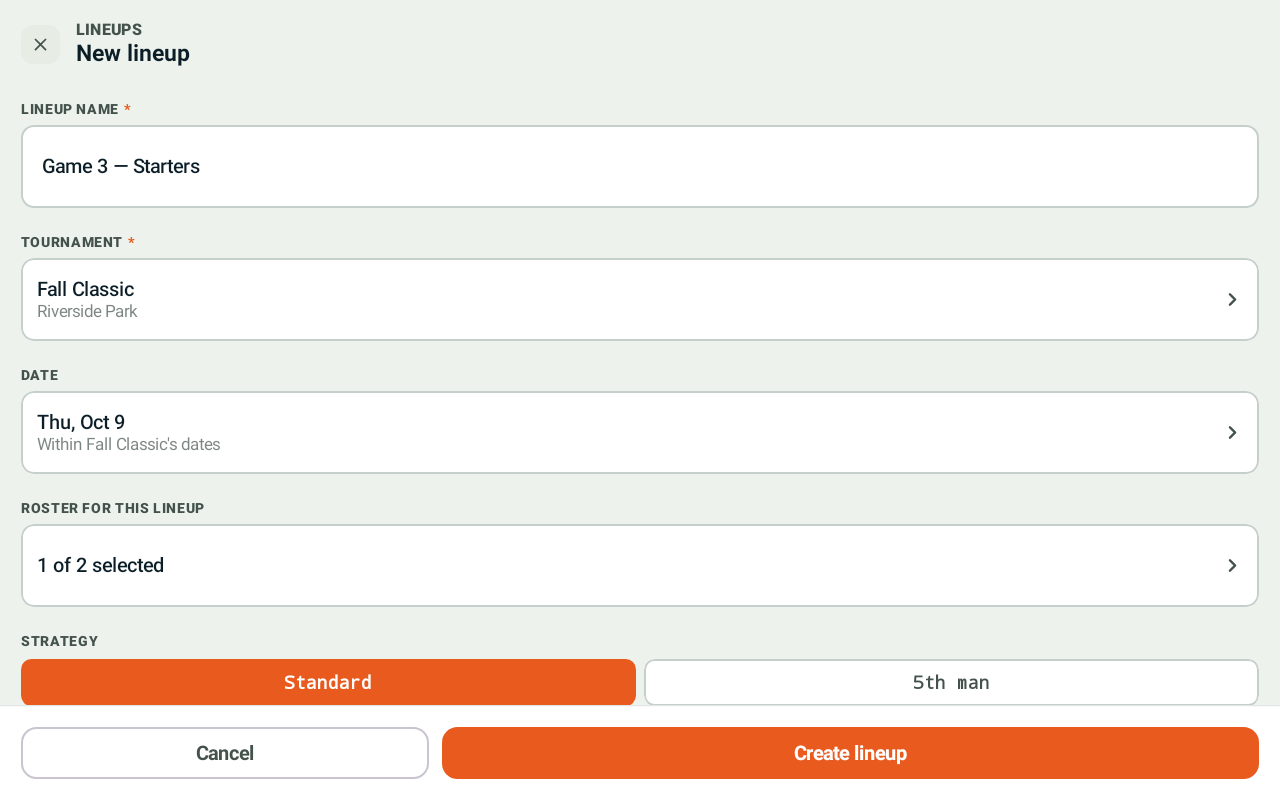 LINEUPS
New lineup
LINEUP NAME *
Game 3 — Starters
TOURNAMENT *
Fall Classic
Riverside Park
DATE
Thu, Oct 9
Within Fall Classic's dates
ROSTER FOR THIS LINEUP
1 of 2 selected
STRATEGY
Standard
5th man
Cancel
Create lineup